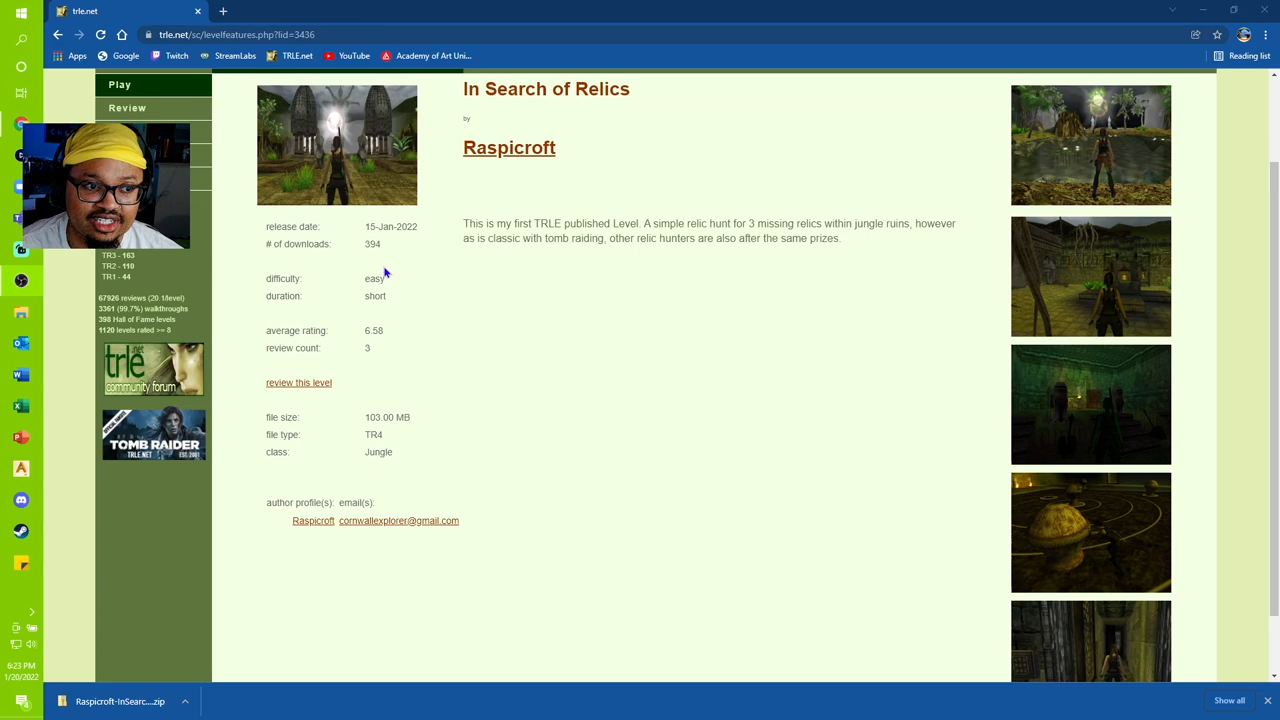 trle.net
trle.net/sc/levelfeatures.php?lid=3436
Apps
Google
Twitch
StreamLabs
TRLE.net
YouTube
Academy of Art Uni...
Reading list
Play
Review
TR3 - 163
TR2 - 110
TR1 - 44
67926 reviews (20.1/level)
3361 (99.7%) walkthroughs
398 Hall of Fame levels
1120 levels rated >= 8
trle
.net
community forum
TOMB RAIDER
TRLE.NET
EST. 2001
In Search of Relics
by
Raspicroft
This is my first TRLE published Level. A simple relic hunt for 3 missing relics within jungle ruins, however
as is classic with tomb raiding, other relic hunters are also after the same prizes.
release date: 15-Jan-2022
# of downloads: 394
difficulty: easy
duration: short
average rating: 6.58
review count: 3
review this level
file size: 103.00 MB
file type: TR4
class: Jungle
author profile(s): email(s):
Raspicroft cornwallexplorer@gmail.com
6:23 PM
1/20/2022
Raspicroft-InSearc....zip
Show all